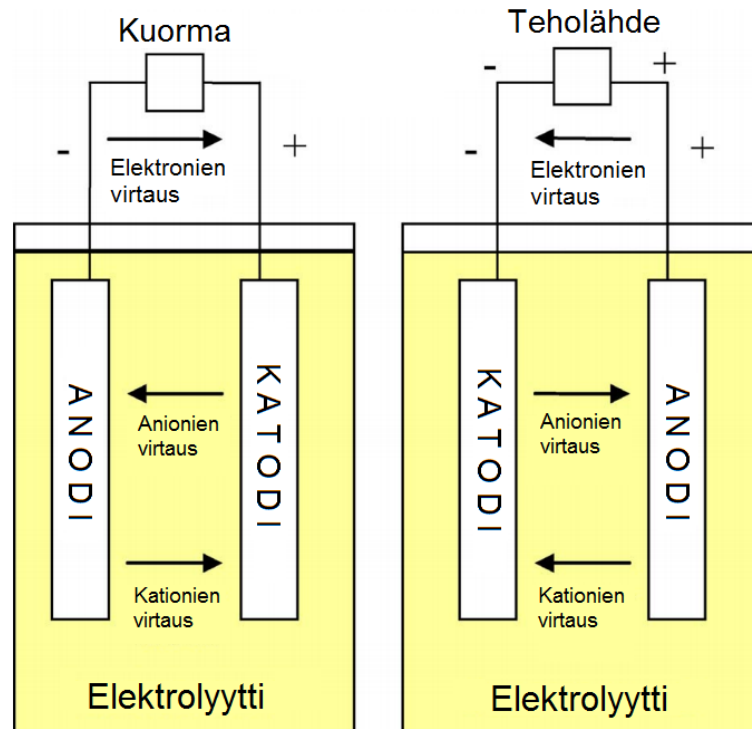 Kuorma
-
+
Elektronien
virtaus
ANODI
KATODI
Anionien
virtaus
Kationien
virtaus
Elektrolyytti
Teholähde
-
+
-
+
Elektronien
virtaus
KATODI
ANODI
Anionien
virtaus
Kationien
virtaus
Elektrolyytti